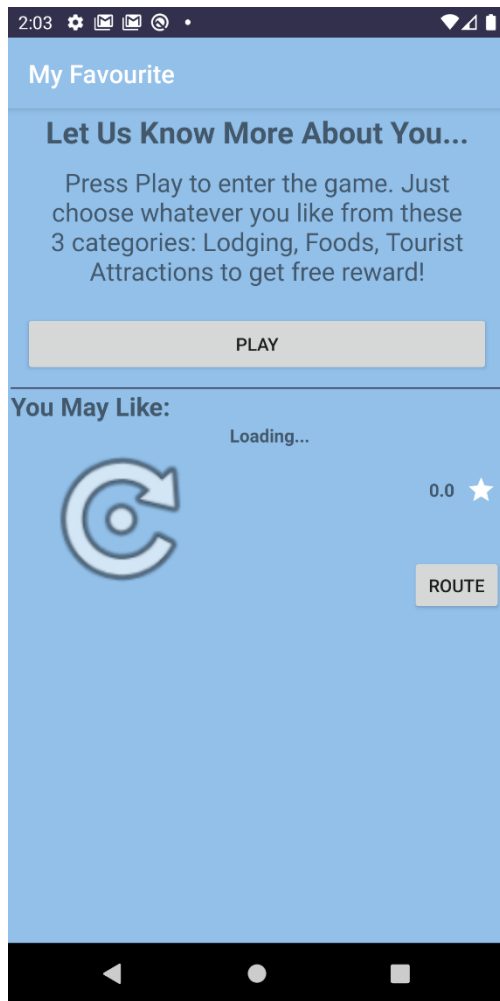 2:03
My Favourite
Let Us Know More About You...
Press Play to enter the game. Just
choose whatever you like from these
3 categories: Lodging, Foods, Tourist
Attractions to get free reward!
PLAY
You May Like:
Loading...
0.0
ROUTE